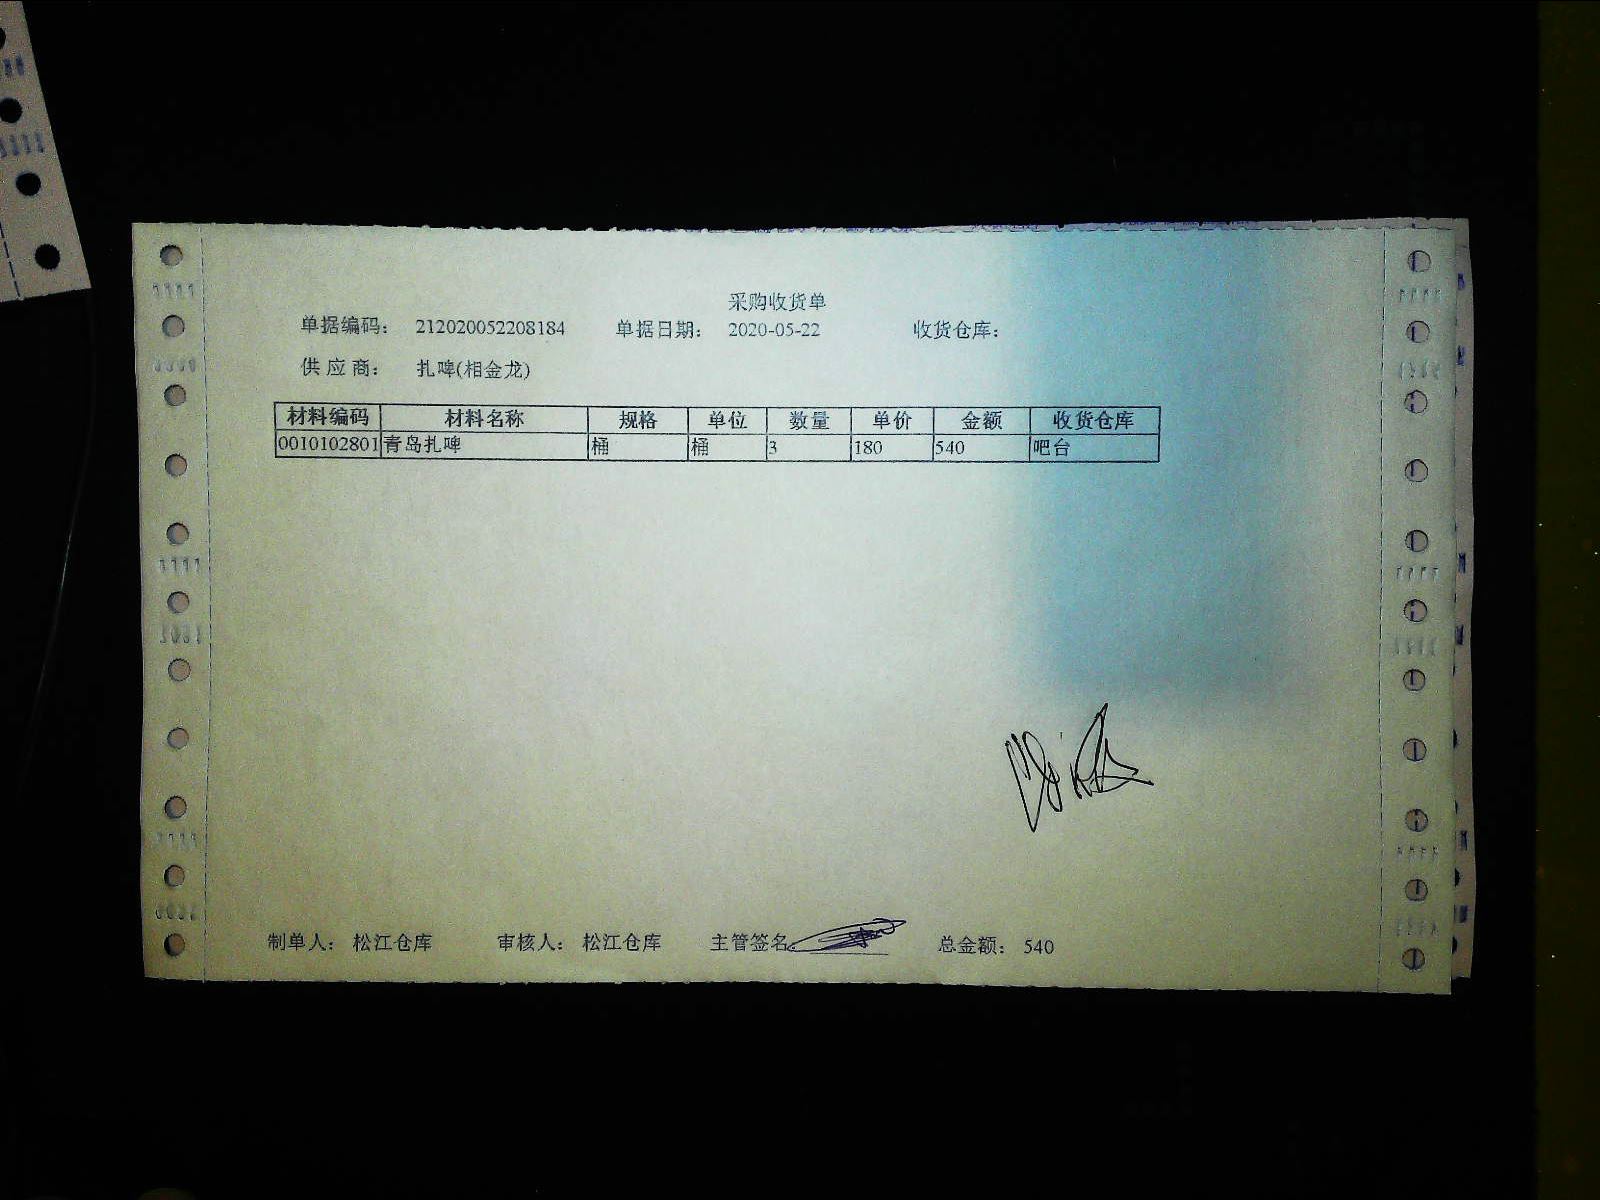 采购收货单
单据编码： 212020052208184 单据日期： 2020-05-22 收货仓库：
供应商： 扎啤(相金龙)
材料编码 材料名称 规格 单位 数量 单价 金额 收货仓库
0010102801 青岛扎啤 桶 桶 3 180 540 吧台
制单人： 松江仓库 审核人： 松江仓库 主管签名： 总金额： 540